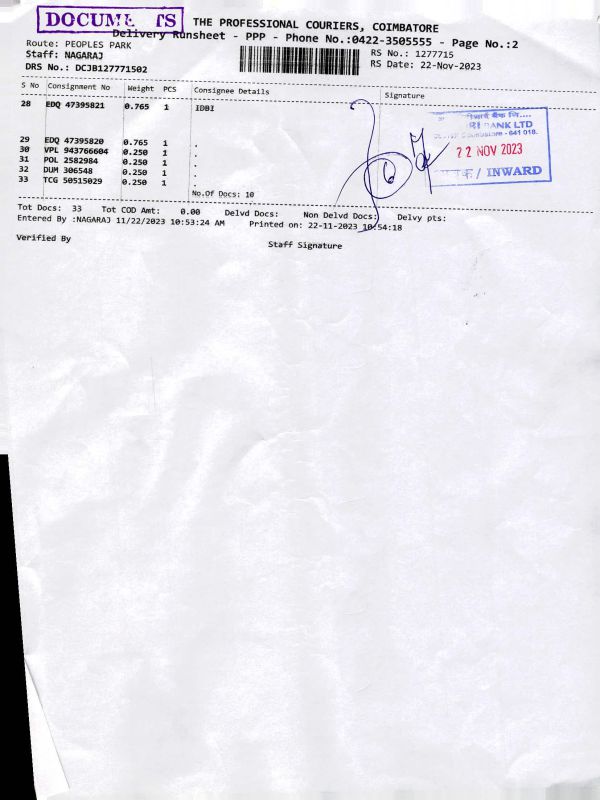 DOCUME TS
THE PROFESSIONAL COURIERS, COIMBATORE
Delivery Runsheet - PPP - Phone No.:0422-3505555 - Page No.:2
Route: PEOPLES PARK
RS No.: 1277715
Staff: NAGARAJ
RS Date: 22-Nov-2023
DRS No.: DCJB127771502
S No Consignment No Weight PCS Consignee Details Signature
28 EDQ 47395821 0.765 1 IDBI
29 EDQ 47395820 0.765 1 .
30 VPL 943766604 0.250 1 .
31 POL 2582984 0.250 1 .
32 DUM 306548 0.250 1 .
33 TCG 50515029 0.250 1 .
No.Of Docs: 10
BANK LTD
641 018.
22 NOV 2023
/ INWARD
6
Tot Docs: 33 Tot COD Amt: 0.00 Delvd Docs: Non Delvd Docs: Delvy pts:
Entered By :NAGARAJ 11/22/2023 10:53:24 AM Printed on: 22-11-2023 10:54:18
Verified By
Staff Signature